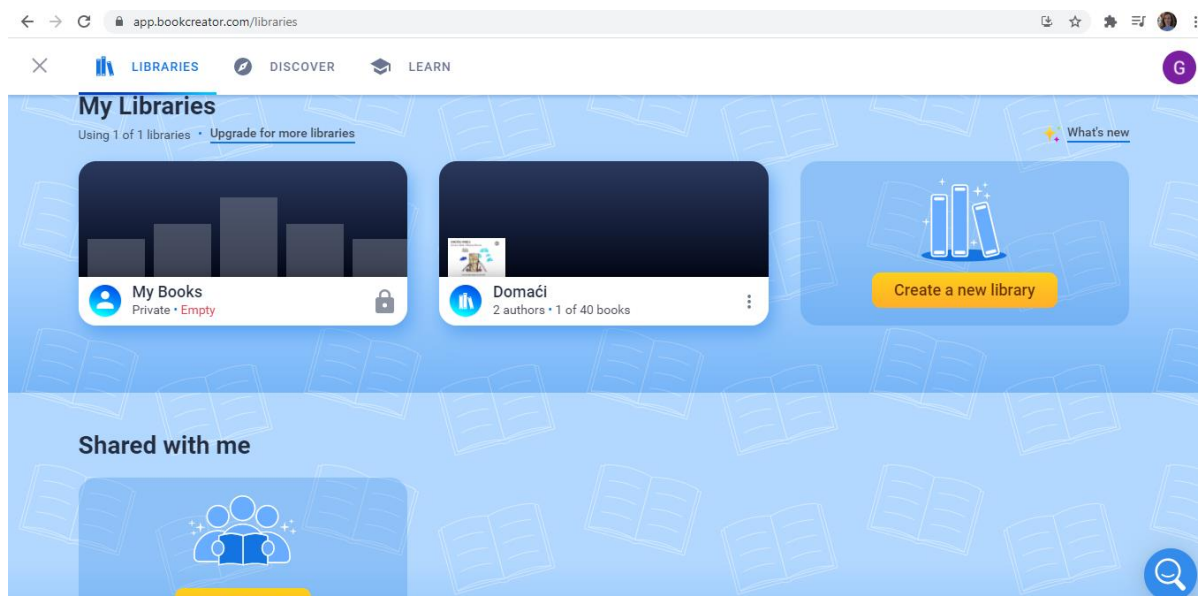 app.bookcreator.com/libraries
LIBRARIES DISCOVER LEARN
G
My Libraries
Using 1 of 1 libraries • Upgrade for more libraries
What's new
My Books
Private • Empty
Domaći
2 authors • 1 of 40 books
Create a new library
Shared with me